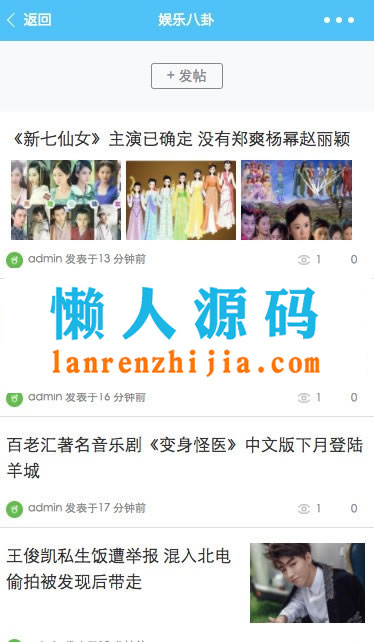 返回
娱乐八卦
+ 发帖
《新七仙女》主演已确定 没有郑爽杨幂赵丽颖
admin 发表于13 分钟前
1
0
懒人源码
lanrenzhijia.com
admin 发表于16 分钟前
1
0
百老汇著名音乐剧《变身怪医》中文版下月登陆
羊城
admin 发表于17 分钟前
1
0
王俊凯私生饭遭举报 混入北电
偷拍被发现后带走